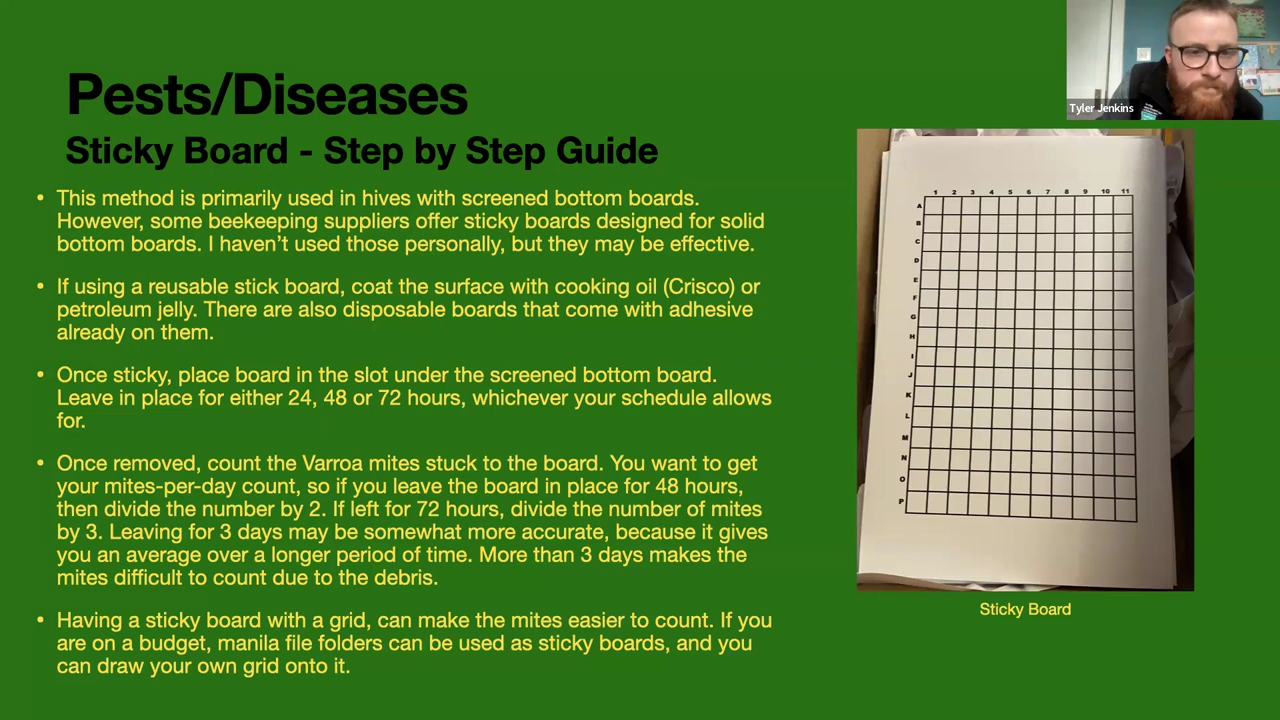 Pests/Diseases
Sticky Board - Step by Step Guide
• This method is primarily used in hives with screened bottom boards.
However, some beekeeping suppliers offer sticky boards designed for solid
bottom boards. I haven’t used those personally, but they may be effective.
• If using a reusable stick board, coat the surface with cooking oil (Crisco) or
petroleum jelly. There are also disposable boards that come with adhesive
already on them.
• Once sticky, place board in the slot under the screened bottom board.
Leave in place for either 24, 48 or 72 hours, whichever your schedule allows
for.
• Once removed, count the Varroa mites stuck to the board. You want to get
your mites-per-day count, so if you leave the board in place for 48 hours,
then divide the number by 2. If left for 72 hours, divide the number of mites
by 3. Leaving for 3 days may be somewhat more accurate, because it gives
you an average over a longer period of time. More than 3 days makes the
mites difficult to count due to the debris.
• Having a sticky board with a grid, can make the mites easier to count. If you
are on a budget, manila file folders can be used as sticky boards, and you
can draw your own grid onto it.
Tyler Jenkins
1 2 3 4 5 6 7 8 9 10 11
A
B
C
D
E
F
G
H
I
J
K
L
M
N
O
P
Sticky Board